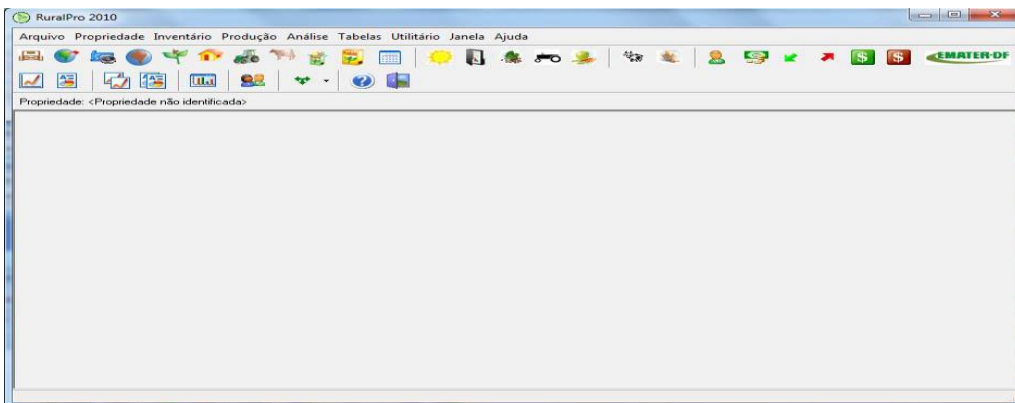 RuralPro 2010
Arquivo Propriedade Inventário Produção Análise Tabelas Utilitário Janela Ajuda
EMATER-DF
Propriedade: <Propriedade não identificada>